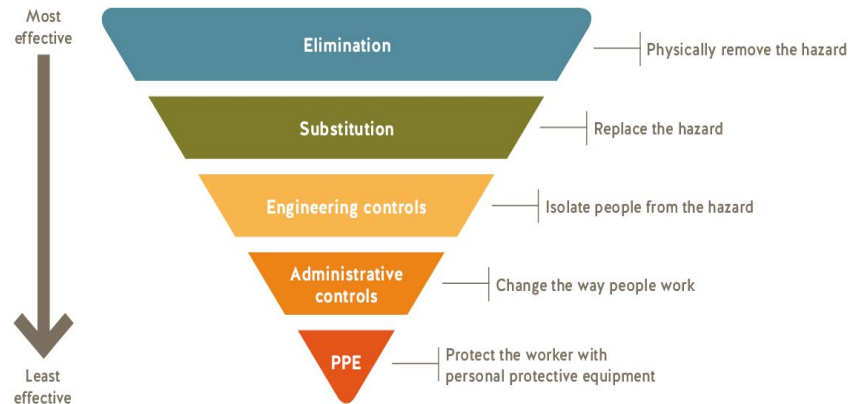 Most
effective
Elimination
Physically remove the hazard
Substitution
Replace the hazard
Engineering controls
Isolate people from the hazard
Administrative
controls
Change the way people work
PPE
Protect the worker with
personal protective equipment
Least
effective